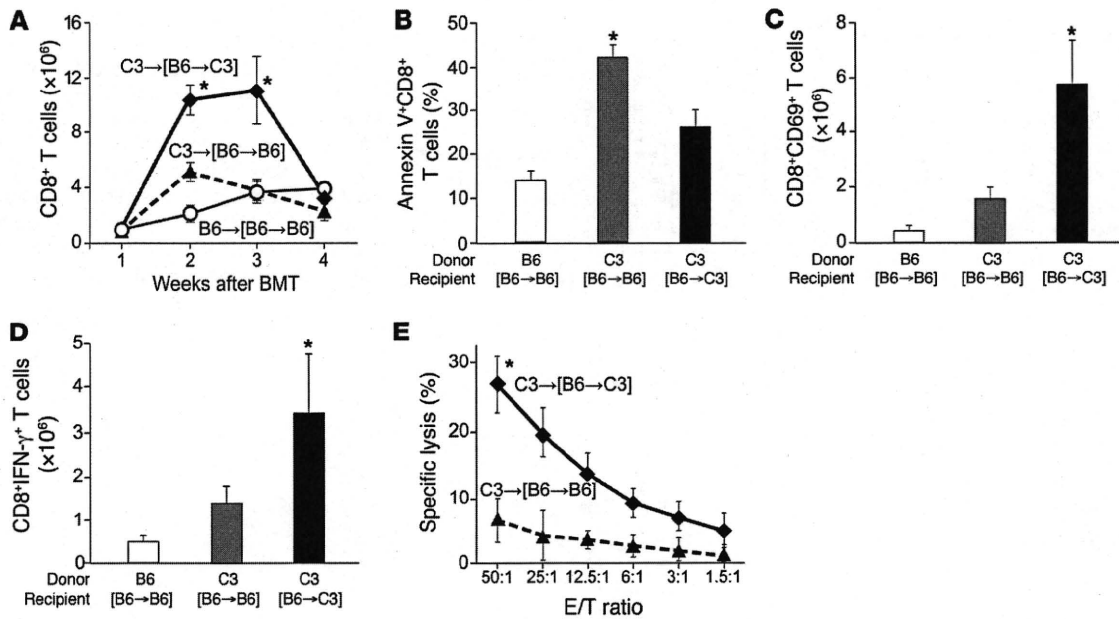 A
CD8⁺ T cells (×10⁶)
16
12
8
4
0
C3→[B6→C3]
*
*
C3→[B6→B6]
B6→[B6→B6]
1 2 3 4
Weeks after BMT
B
Annexin V⁺CD8⁺
T cells (%)
50
40
30
20
10
0
*
Donor B6 C3 C3
Recipient [B6→B6] [B6→B6] [B6→C3]
C
CD8⁺CD69⁺ T cells
(×10⁶)
8
6
4
2
0
*
Donor B6 C3 C3
Recipient [B6→B6] [B6→B6] [B6→C3]
D
CD8⁺IFN-γ⁺ T cells
(×10⁶)
5
4
3
2
1
0
*
Donor B6 C3 C3
Recipient [B6→B6] [B6→B6] [B6→C3]
E
Specific lysis (%)
30
20
10
0
*
C3→[B6→C3]
C3→[B6→B6]
50:1 25:1 12.5:1 6:1 3:1 1.5:1
E/T ratio